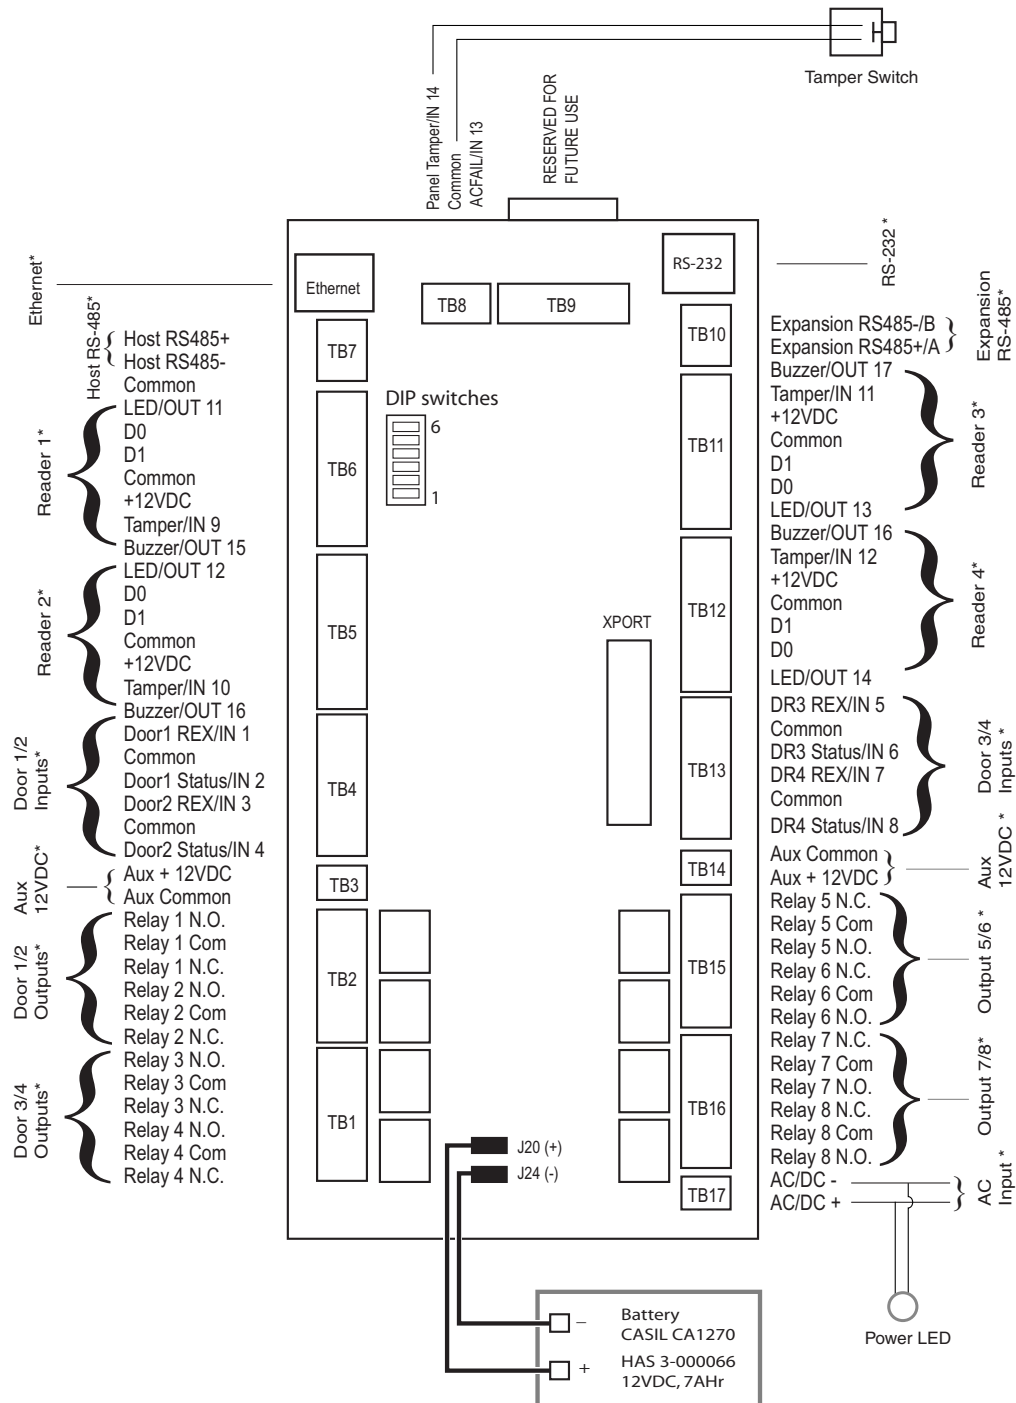 Tamper Switch
Panel Tamper/IN 14
Common
ACFAIL/IN 13
RESERVED FOR
FUTURE USE
Ethernet*
Host RS-485*
Host RS485+
Host RS485-
Common
Reader 1*
LED/OUT 11
D0
D1
Common
+12VDC
Tamper/IN 9
Buzzer/OUT 15
Reader 2*
LED/OUT 12
D0
D1
Common
+12VDC
Tamper/IN 10
Buzzer/OUT 16
Door 1/2
Inputs*
Door1 REX/IN 1
Common
Door1 Status/IN 2
Door2 REX/IN 3
Common
Door2 Status/IN 4
Aux
12VDC*
Aux + 12VDC
Aux Common
Door 1/2
Outputs*
Relay 1 N.O.
Relay 1 Com
Relay 1 N.C.
Relay 2 N.O.
Relay 2 Com
Relay 2 N.C.
Door 3/4
Outputs*
Relay 3 N.O.
Relay 3 Com
Relay 3 N.C.
Relay 4 N.O.
Relay 4 Com
Relay 4 N.C.
Ethernet
TB8
TB9
RS-232
TB7
TB6
TB5
TB4
TB3
TB2
TB1
DIP switches
6
1
XPORT
TB10
TB11
TB12
TB13
TB14
TB15
TB16
TB17
J20 (+)
J24 (-)
RS-232 *
Expansion RS485-/B
Expansion RS485+/A
Expansion
RS-485*
Buzzer/OUT 17
Tamper/IN 11
+12VDC
Common
D1
D0
LED/OUT 13
Reader 3*
Buzzer/OUT 16
Tamper/IN 12
+12VDC
Common
D1
D0
LED/OUT 14
Reader 4*
DR3 REX/IN 5
Common
DR3 Status/IN 6
DR4 REX/IN 7
Common
DR4 Status/IN 8
Door 3/4
Inputs *
Aux Common
Aux + 12VDC
Aux
12VDC *
Relay 5 N.C.
Relay 5 Com
Relay 5 N.O.
Relay 6 N.C.
Relay 6 Com
Relay 6 N.O.
Output 5/6 *
Relay 7 N.C.
Relay 7 Com
Relay 7 N.O.
Relay 8 N.C.
Relay 8 Com
Relay 8 N.O.
Output 7/8*
AC/DC -
AC/DC +
AC
Input *
Power LED
−
Battery
CASIL CA1270
+
HAS 3-000066
12VDC, 7AHr